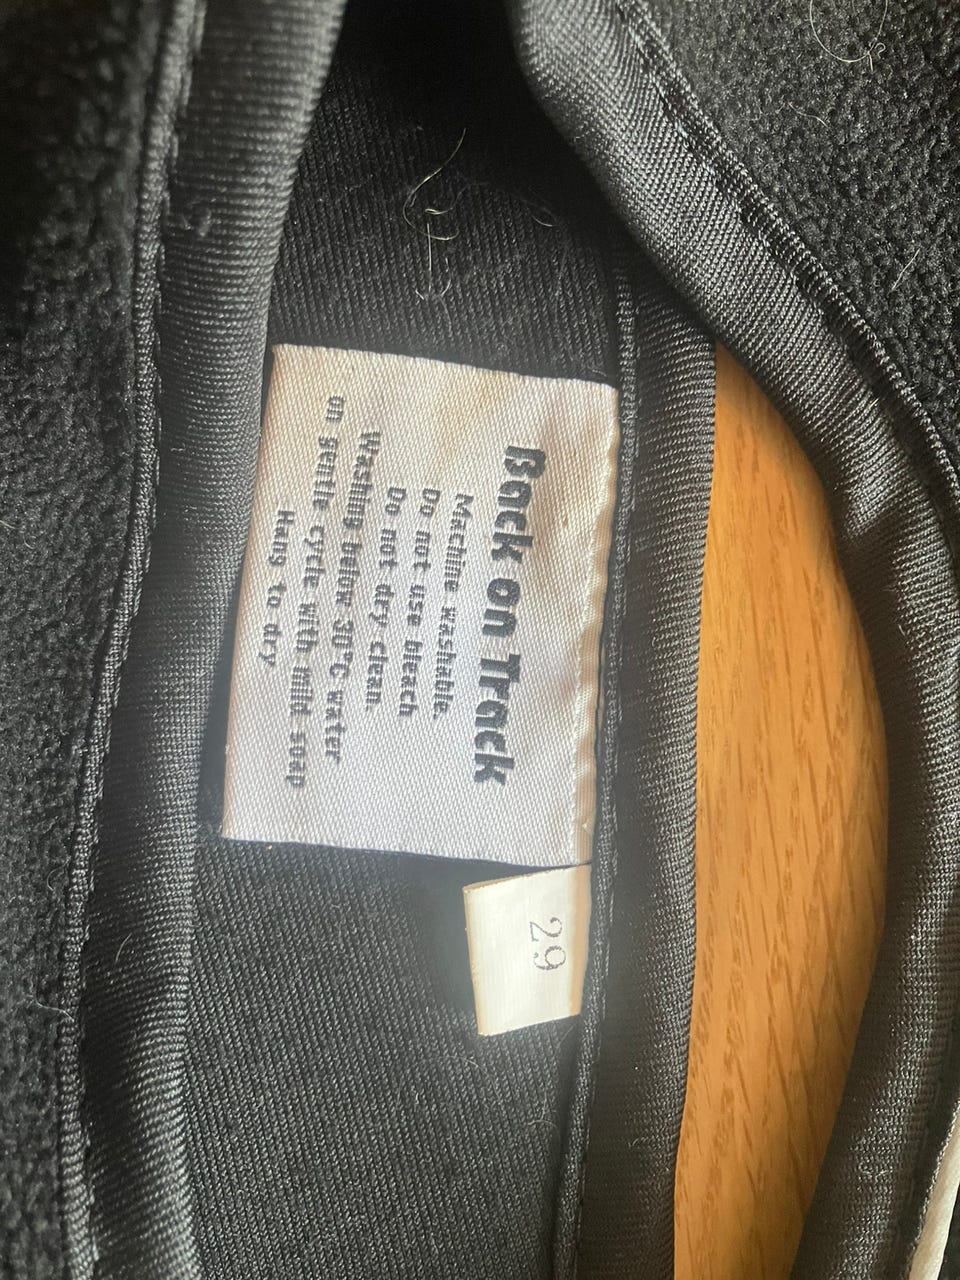 Back on Track
Machine washable.
Do not use bleach
Do not dry clean.
Washing below 30°C water
on gentle cycle with mild soap
Hang to dry
29